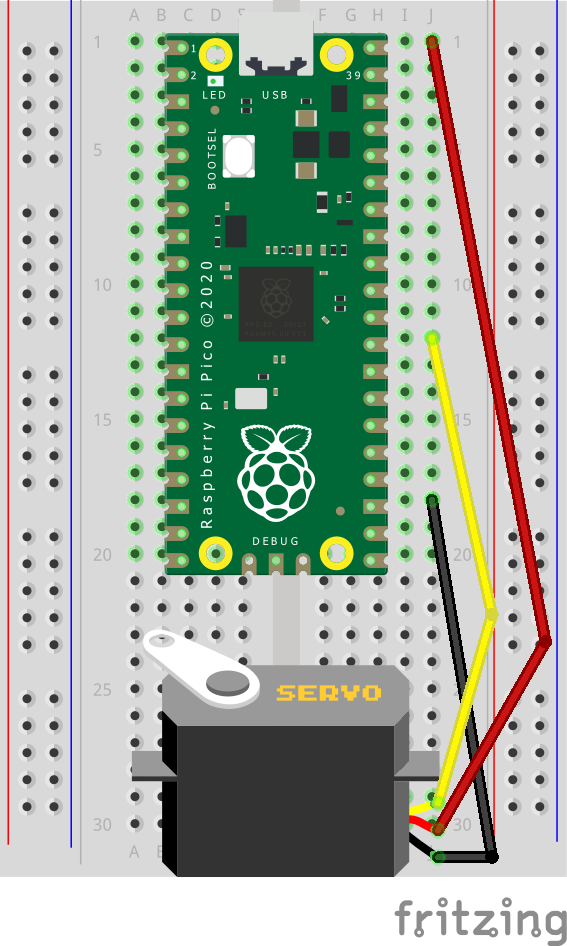 A B C D F G H I J
1 1
1
2 39
LED USB
BOOTSEL
5
Raspberry Pi Pico ©2020
10 10
15 15
DEBUG
20 20
25
SERVO
30 30
A I
fritzing